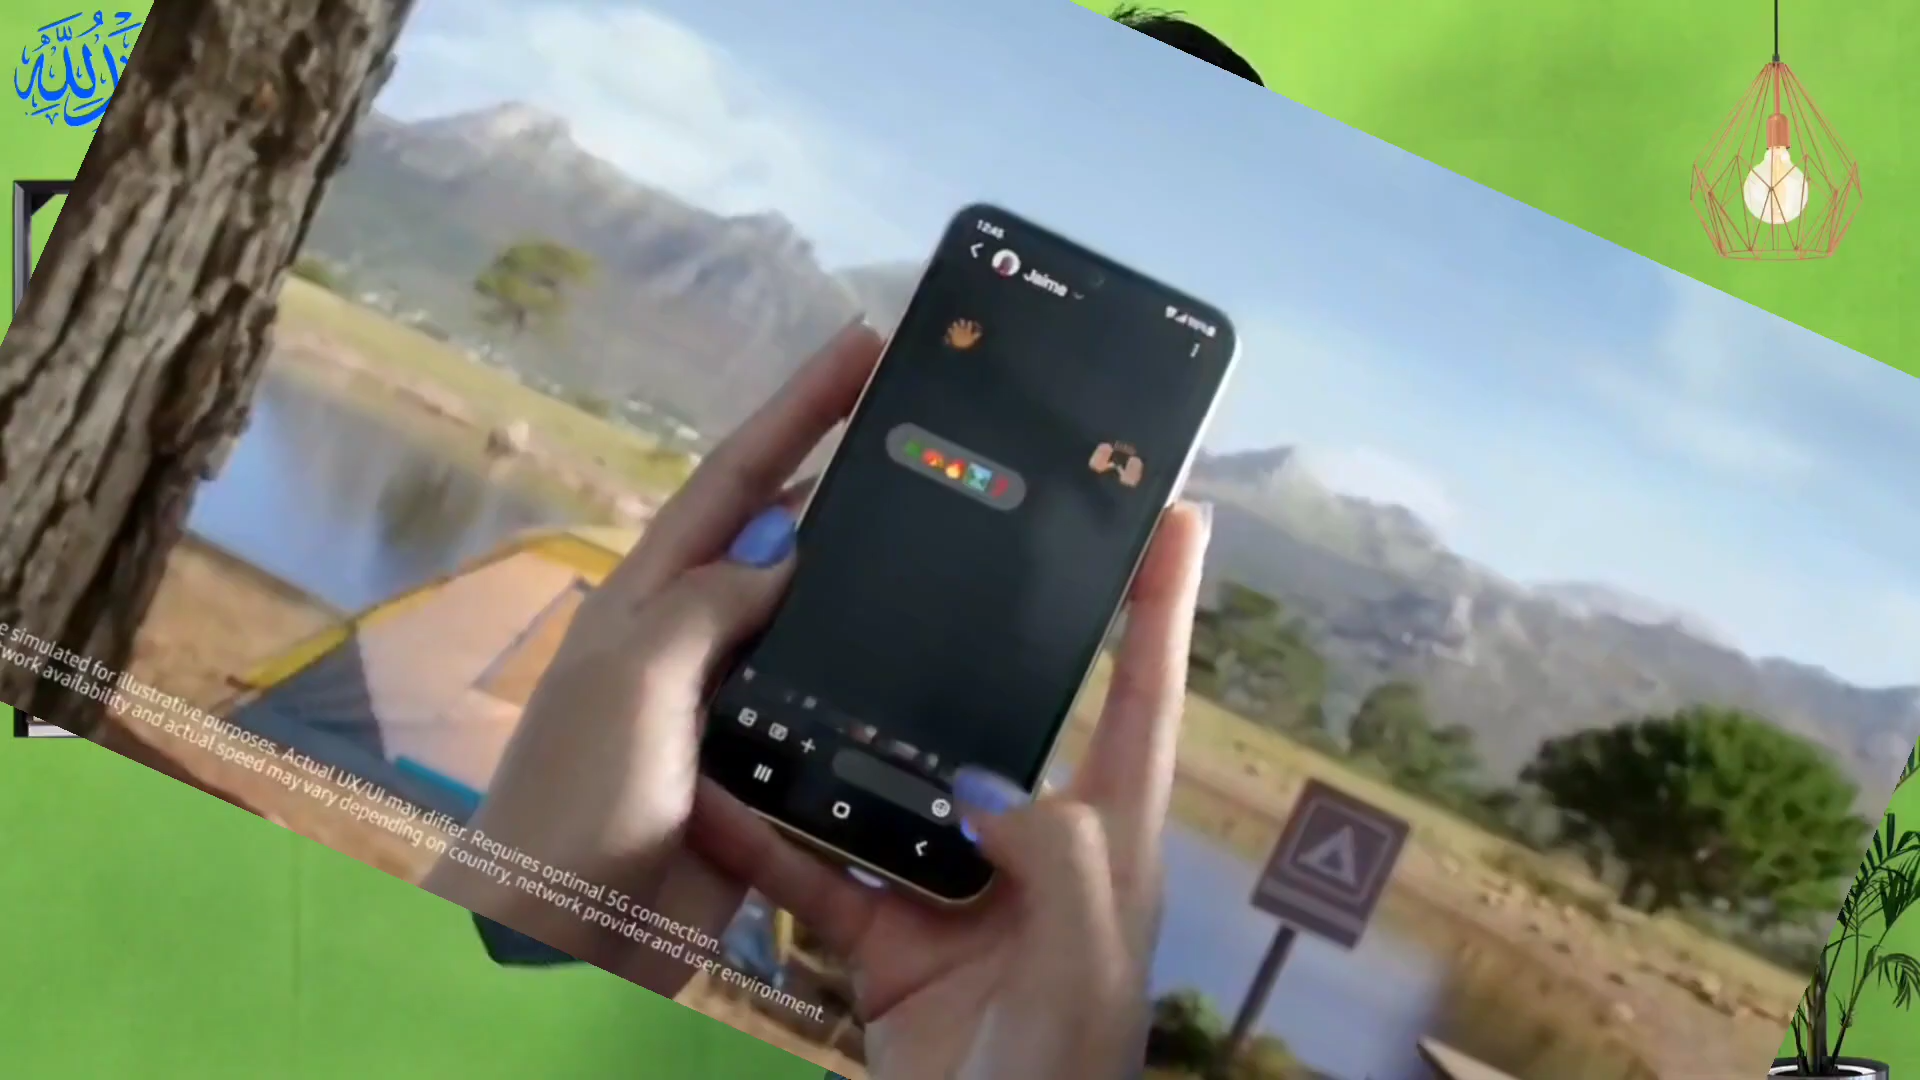 الله
12:45
Jaime
e simulated for illustrative purposes. Actual UX/UI may differ. Requires optimal 5G connection.
work availability and actual speed may vary depending on country, network provider and user environment.